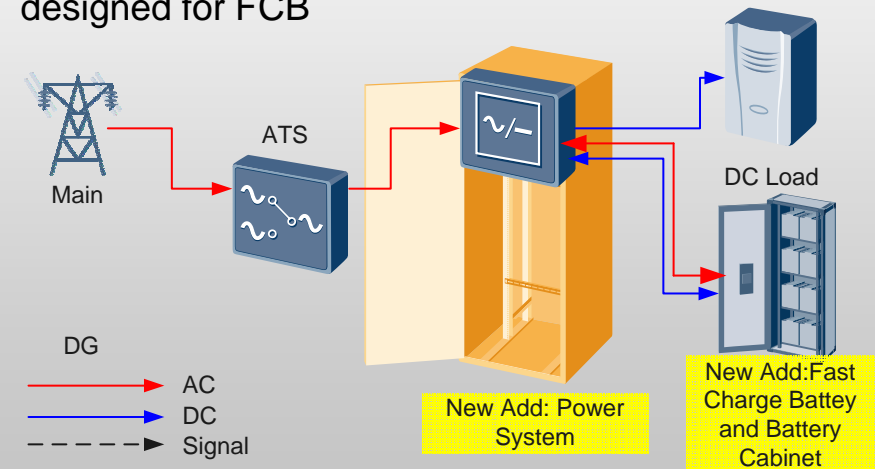 designed for FCB
ATS
Main
DC Load
DG
AC
DC
Signal
New Add: Power
System
New Add:Fast
Charge Battey
and Battery
Cabinet